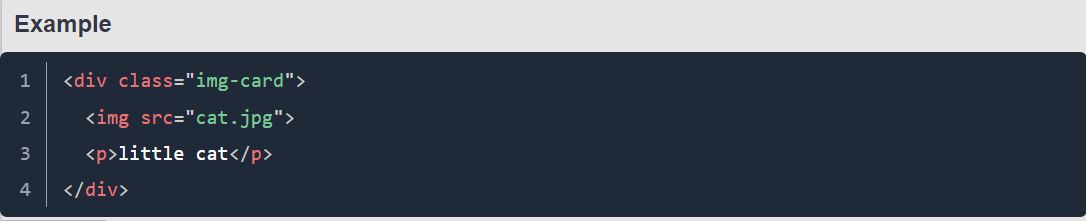 Example
1 <div class="img-card">
2   <img src="cat.jpg">
3   <p>little cat</p>
4 </div>